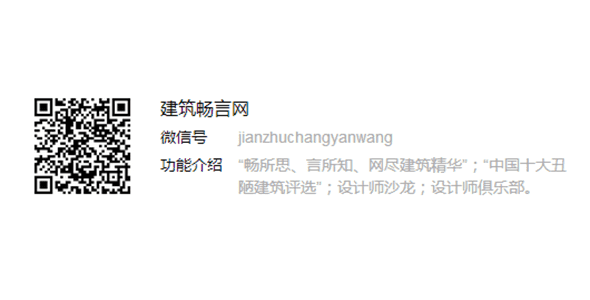 建筑畅言网
微信号 jianzhuchangyanwang
功能介绍 “畅所思、言所知、网尽建筑精华”；“中国十大丑
陋建筑评选”；设计师沙龙；设计师俱乐部。